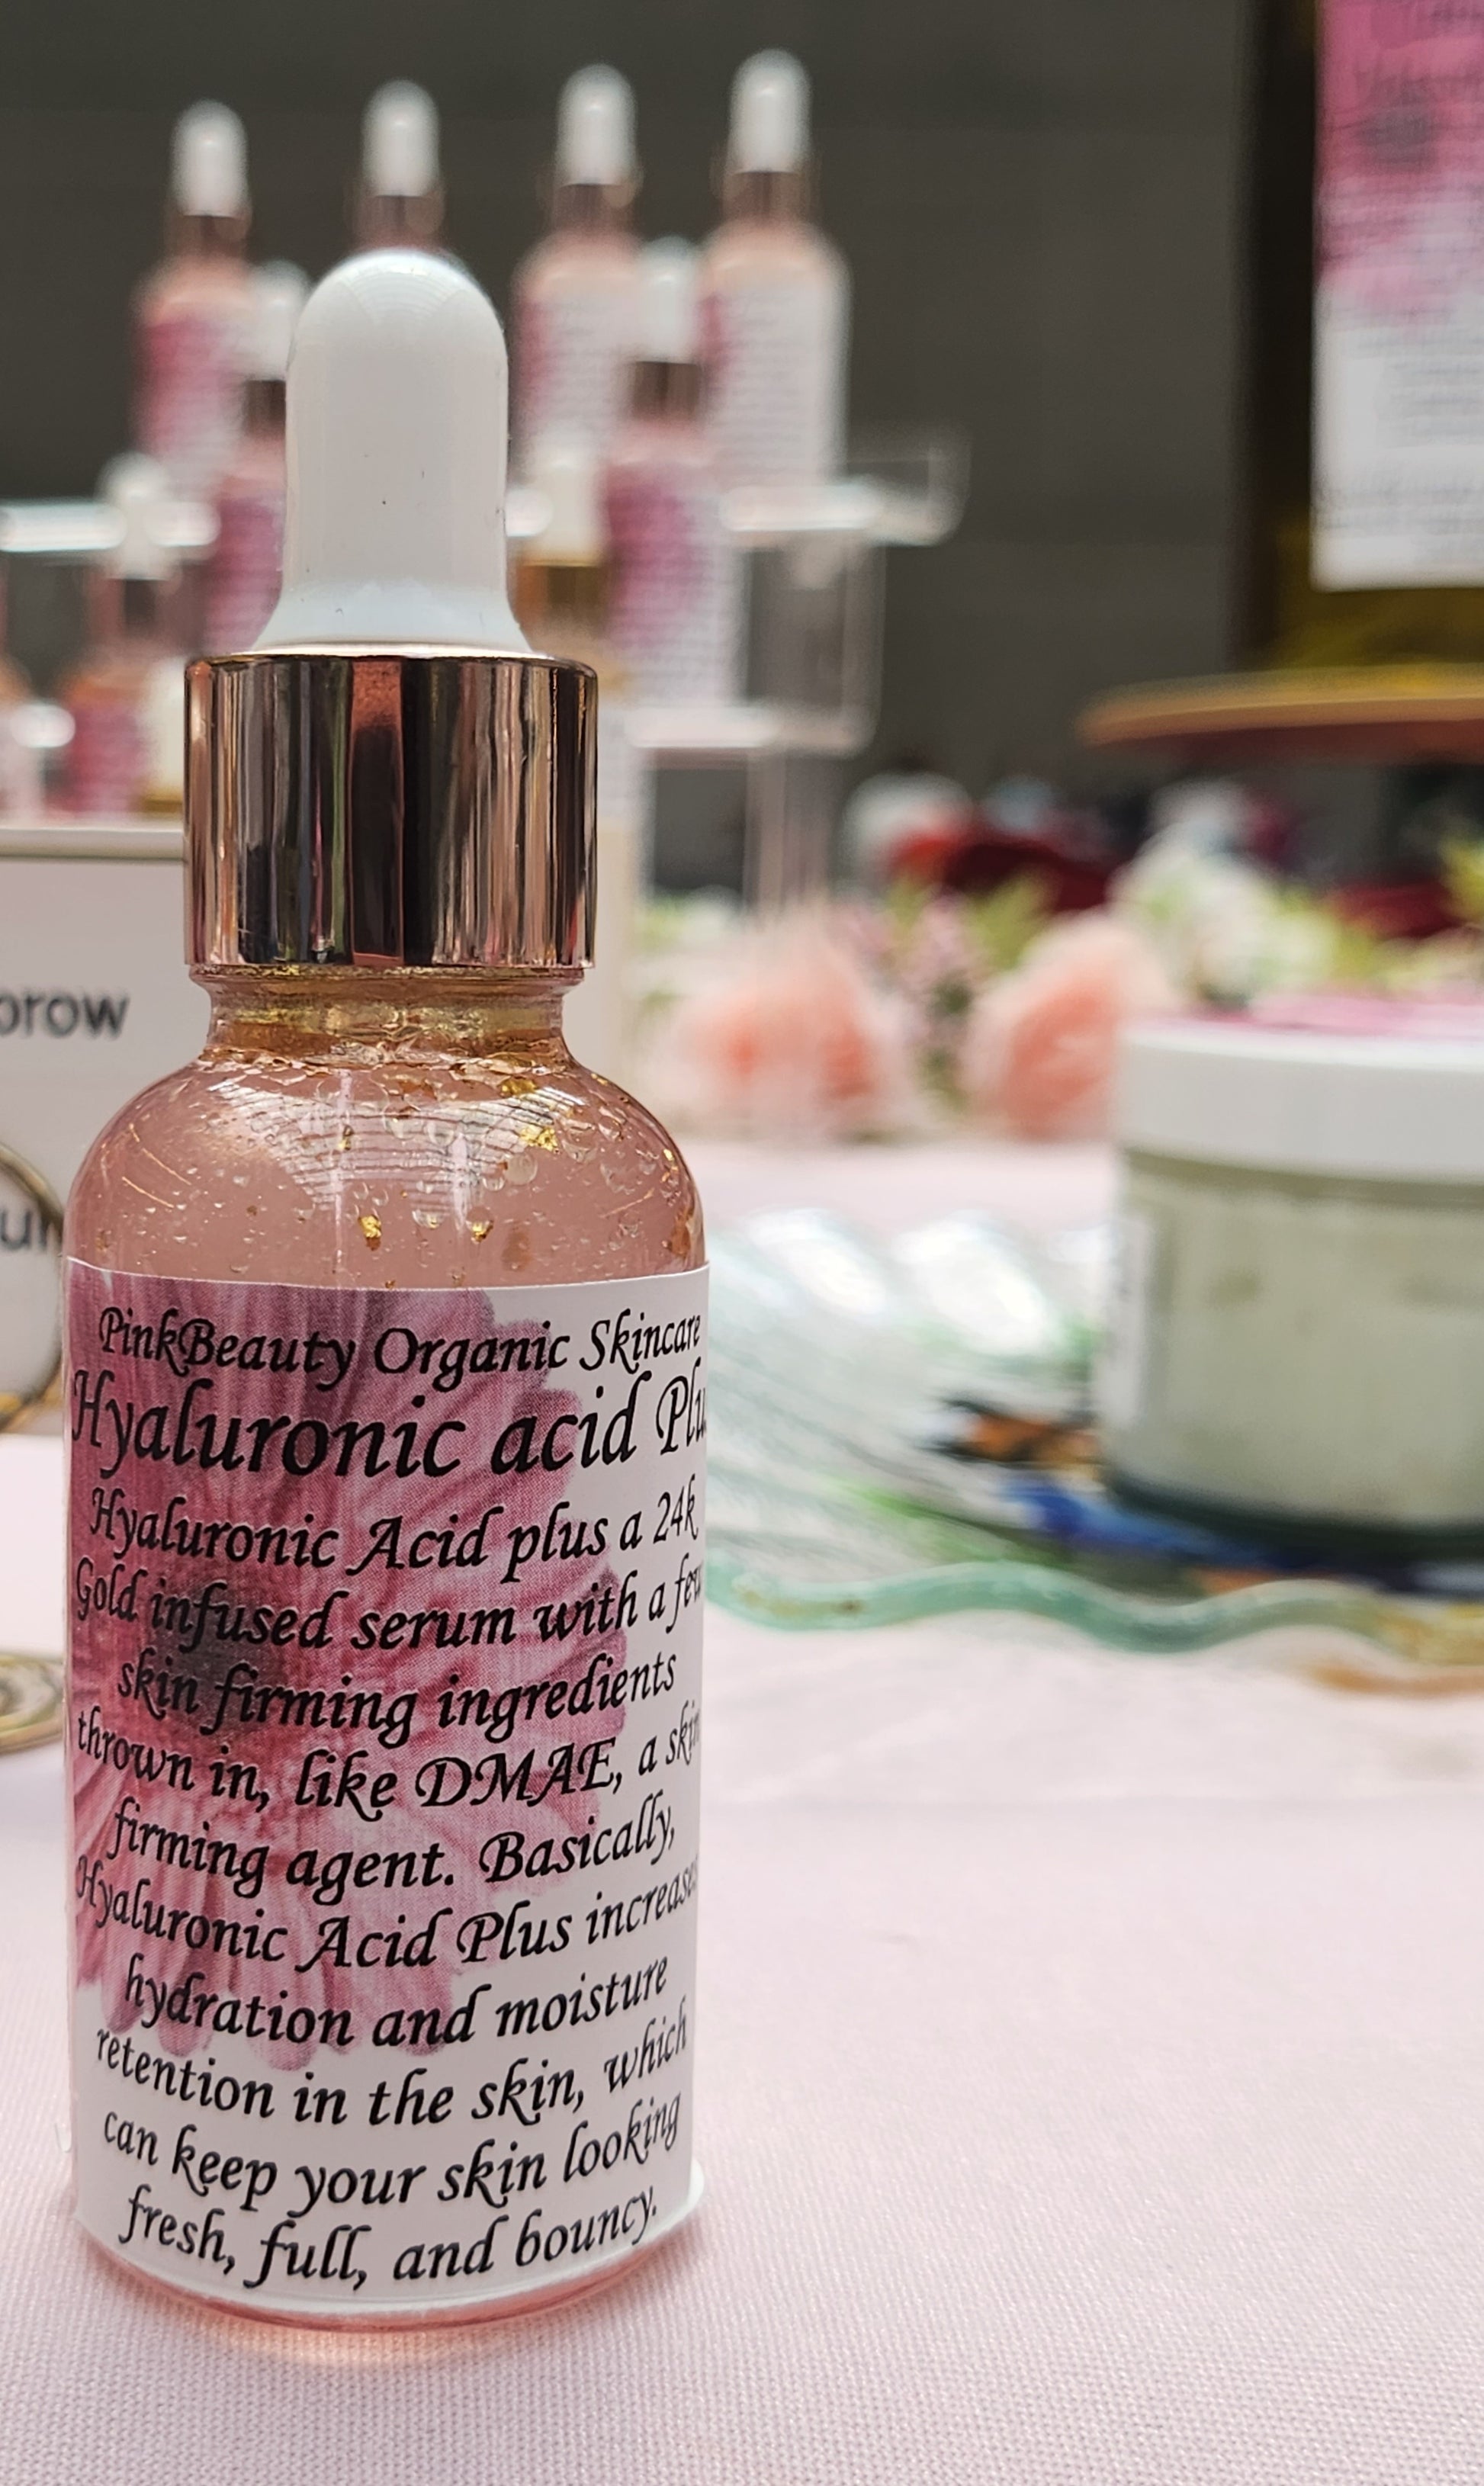 PinkBeauty Organic Skincare
Hyaluronic acid Plu
Hyaluronic Acid plus a 24k
Gold infused serum with a few
skin firming ingredients
thrown in, like DMAE, a skin
firming agent. Basically,
Hyaluronic Acid Plus increases
hydration and moisture
retention in the skin, which
can keep your skin looking
fresh, full, and bouncy.